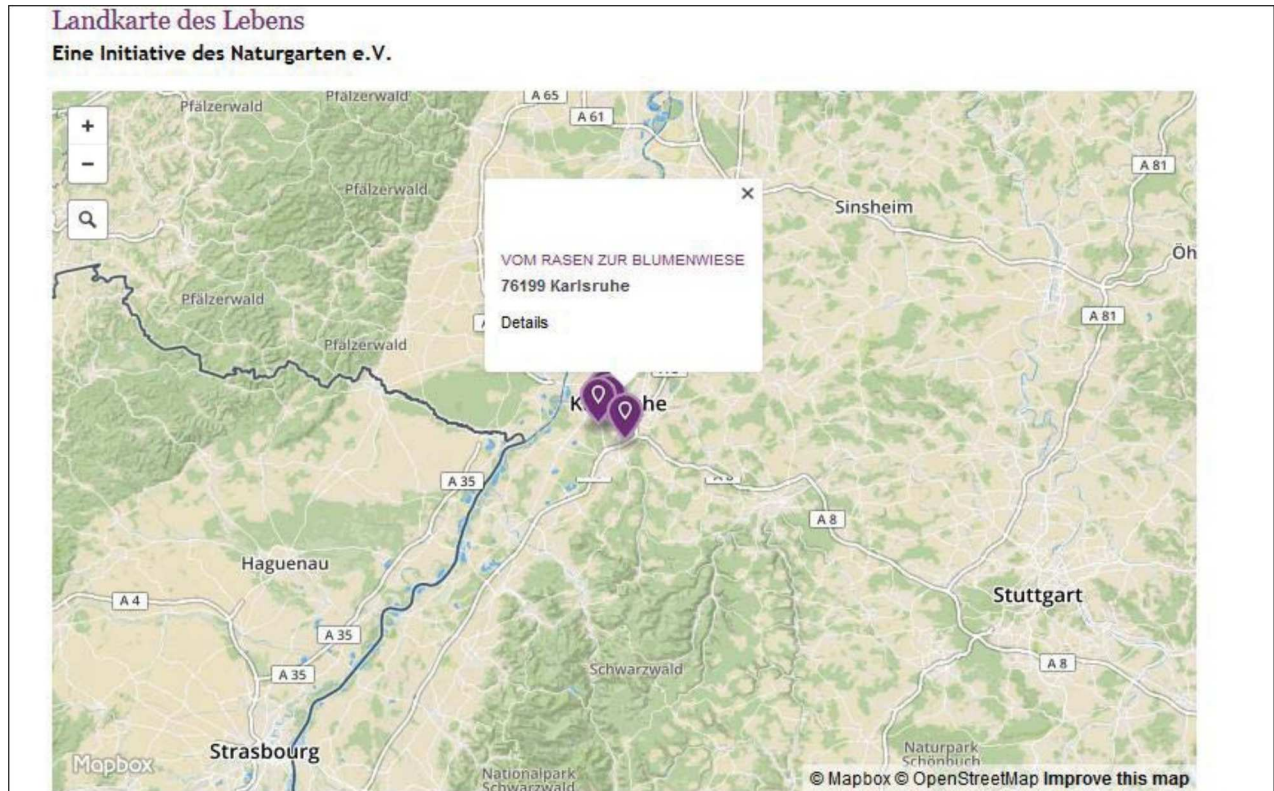 Landkarte des Lebens
Eine Initiative des Naturgarten e.V.
Pfälzerwald
Pfälzerwald
A 65
A 61
+
−
A 81
Pfälzerwald
Sinsheim
×
Öh
VOM RASEN ZUR BLUMENWIESE
76199 Karlsruhe
Pfälzerwald
Details
A 81
Pfälzerwald
K he
A 35
A 8
Haguenau
Stuttgart
A 4
A 35
A 35
Schwarzwald
A 8
Strasbourg
Naturpark
Schönbuch
Mapbox
Nationalpark
Schwarzwald
© Mapbox © OpenStreetMap Improve this map